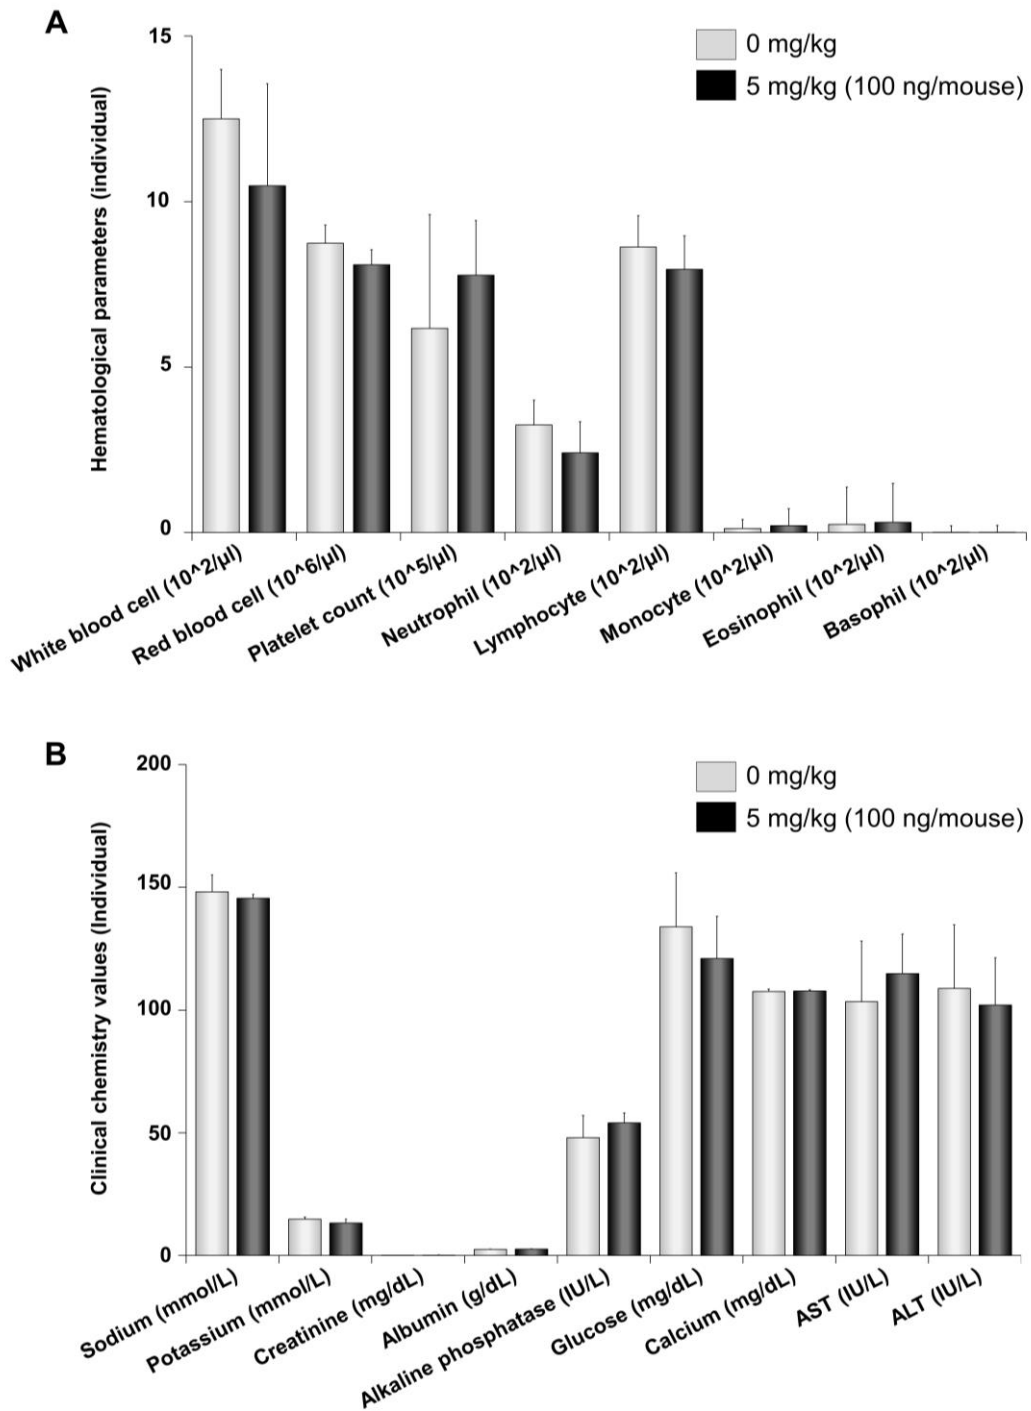 A
15
10
5
0
Hematological parameters (individual)
0 mg/kg
5 mg/kg (100 ng/mouse)
White blood cell (10^2/µl)
Red blood cell (10^6/µl)
Platelet count (10^5/µl)
Neutrophil (10^2/µl)
Lymphocyte (10^2/µl)
Monocyte (10^2/µl)
Eosinophil (10^2/µl)
Basophil (10^2/µl)
B
200
150
100
50
0
Clinical chemistry values (Individual)
0 mg/kg
5 mg/kg (100 ng/mouse)
Sodium (mmol/L)
Potassium (mmol/L)
Creatinine (mg/dL)
Albumin (g/dL)
Alkaline phosphatase (IU/L)
Glucose (mg/dL)
Calcium (mg/dL)
AST (IU/L)
ALT (IU/L)